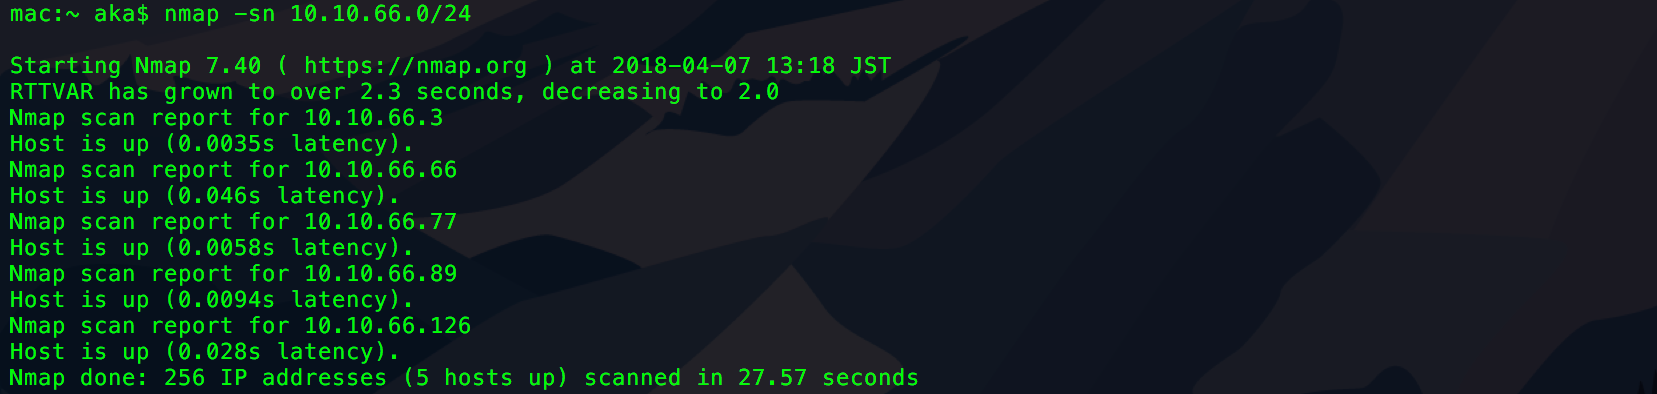 mac:~ aka$ nmap -sn 10.10.66.0/24
Starting Nmap 7.40 ( https://nmap.org ) at 2018-04-07 13:18 JST
RTTVAR has grown to over 2.3 seconds, decreasing to 2.0
Nmap scan report for 10.10.66.3
Host is up (0.0035s latency).
Nmap scan report for 10.10.66.66
Host is up (0.046s latency).
Nmap scan report for 10.10.66.77
Host is up (0.0058s latency).
Nmap scan report for 10.10.66.89
Host is up (0.0094s latency).
Nmap scan report for 10.10.66.126
Host is up (0.028s latency).
Nmap done: 256 IP addresses (5 hosts up) scanned in 27.57 seconds